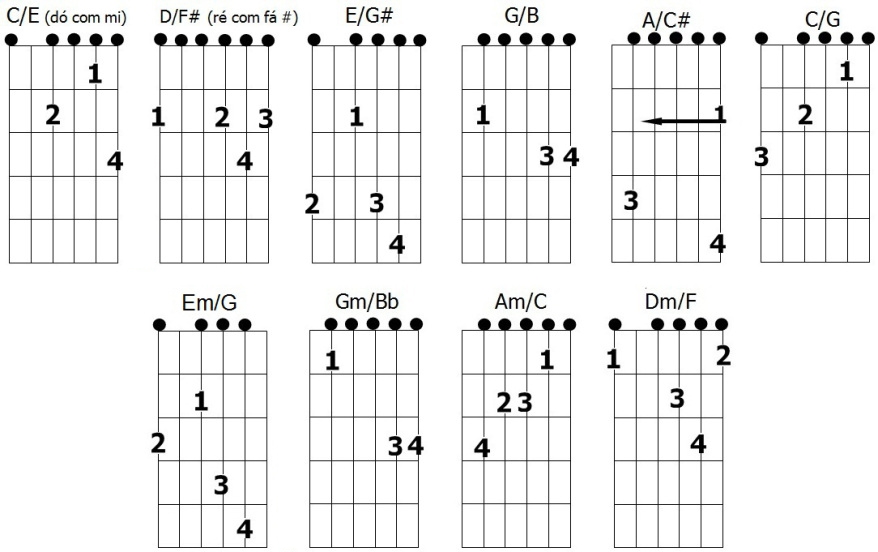 C/E (dó com mi) D/F# (ré com fá #) E/G# G/B A/C# C/G
1 1 1
2 1 2 3 1 1 2
4 4 3 4 3
2 3 3
4 4
Em/G Gm/Bb Am/C Dm/F
1 1 1 2
1 2 3 3
2 3 4 4 4
3
4